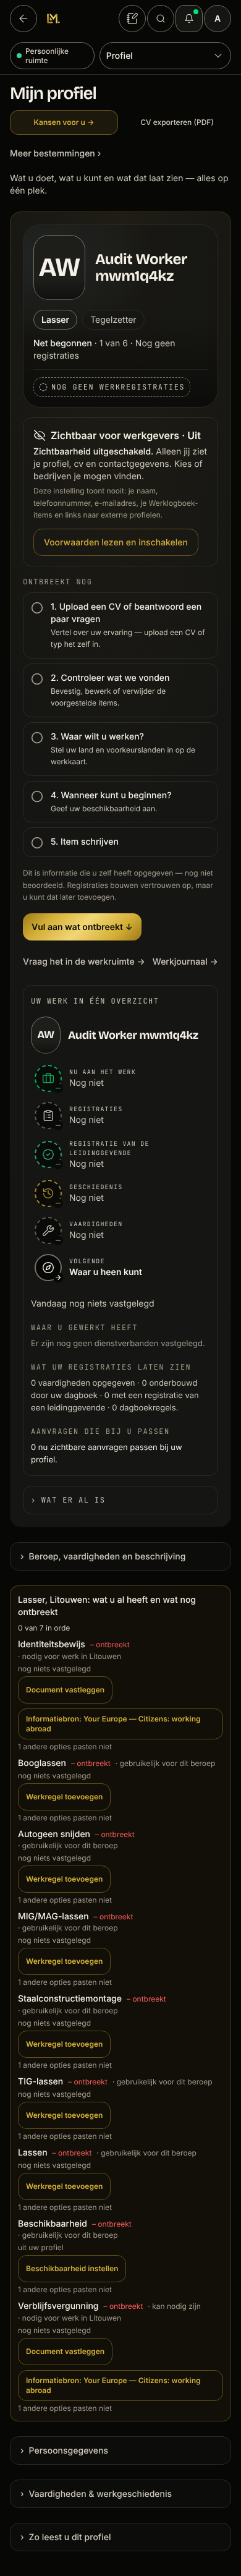 LM.
A
Persoonlijke
ruimte
Profiel
Mijn profiel
Kansen voor u →
CV exporteren (PDF)
Meer bestemmingen ›
Wat u doet, wat u kunt en wat dat laat zien — alles op
één plek.
AW
Audit Worker
mwm1q4kz
Lasser
Tegelzetter
Net begonnen · 1 van 6 · Nog geen
registraties
NOG GEEN WERKREGISTRATIES
Zichtbaar voor werkgevers · Uit
Zichtbaarheid uitgeschakeld. Alleen jij ziet
je profiel, cv en contactgegevens. Kies of
bedrijven je mogen vinden.
Deze instelling toont nooit: je naam,
telefoonnummer, e-mailadres, je Werklogboek-
items en links naar externe profielen.
Voorwaarden lezen en inschakelen
ONTBREEKT NOG
1. Upload een CV of beantwoord een
paar vragen
Vertel over uw ervaring — upload een CV of
typ het zelf in.
2. Controleer wat we vonden
Bevestig, bewerk of verwijder de
voorgestelde items.
3. Waar wilt u werken?
Stel uw land en voorkeurslanden in op de
werkkaart.
4. Wanneer kunt u beginnen?
Geef uw beschikbaarheid aan.
5. Item schrijven
Dit is informatie die u zelf heeft opgegeven — nog niet
beoordeeld. Registraties bouwen vertrouwen op, maar
u kunt dat later toevoegen.
Vul aan wat ontbreekt ↓
Vraag het in de werkruimte →
Werkjournaal →
UW WERK IN ÉÉN OVERZICHT
AW
Audit Worker mwm1q4kz
NU AAN HET WERK
Nog niet
REGISTRATIES
Nog niet
REGISTRATIE VAN DE
LEIDINGGEVENDE
Nog niet
GESCHIEDENIS
Nog niet
VAARDIGHEDEN
Nog niet
VOLGENDE
Waar u heen kunt
Vandaag nog niets vastgelegd
WAAR U GEWERKT HEEFT
Er zijn nog geen dienstverbanden vastgelegd.
WAT UW REGISTRATIES LATEN ZIEN
0 vaardigheden opgegeven · 0 onderbouwd
door uw dagboek · 0 met een registratie van
een leidinggevende · 0 dagboekregels.
AANVRAGEN DIE BIJ U PASSEN
0 nu zichtbare aanvragen passen bij uw
profiel.
› WAT ER AL IS
› Beroep, vaardigheden en beschrijving
Lasser, Litouwen: wat u al heeft en wat nog
ontbreekt
0 van 7 in orde
Identiteitsbewijs – ontbreekt
· nodig voor werk in Litouwen
nog niets vastgelegd
Document vastleggen
Informatiebron: Your Europe — Citizens: working
abroad
1 andere opties pasten niet
Booglassen – ontbreekt · gebruikelijk voor dit beroep
nog niets vastgelegd
Werkregel toevoegen
1 andere opties pasten niet
Autogeen snijden – ontbreekt
· gebruikelijk voor dit beroep
nog niets vastgelegd
Werkregel toevoegen
1 andere opties pasten niet
MIG/MAG-lassen – ontbreekt
· gebruikelijk voor dit beroep
nog niets vastgelegd
Werkregel toevoegen
1 andere opties pasten niet
Staalconstructiemontage – ontbreekt
· gebruikelijk voor dit beroep
nog niets vastgelegd
Werkregel toevoegen
1 andere opties pasten niet
TIG-lassen – ontbreekt · gebruikelijk voor dit beroep
nog niets vastgelegd
Werkregel toevoegen
1 andere opties pasten niet
Lassen – ontbreekt · gebruikelijk voor dit beroep
nog niets vastgelegd
Werkregel toevoegen
1 andere opties pasten niet
Beschikbaarheid – ontbreekt
· gebruikelijk voor dit beroep
uit uw profiel
Beschikbaarheid instellen
1 andere opties pasten niet
Verblijfsvergunning – ontbreekt · kan nodig zijn
· nodig voor werk in Litouwen
nog niets vastgelegd
Document vastleggen
Informatiebron: Your Europe — Citizens: working
abroad
1 andere opties pasten niet
› Persoonsgegevens
› Vaardigheden & werkgeschiedenis
› Zo leest u dit profiel